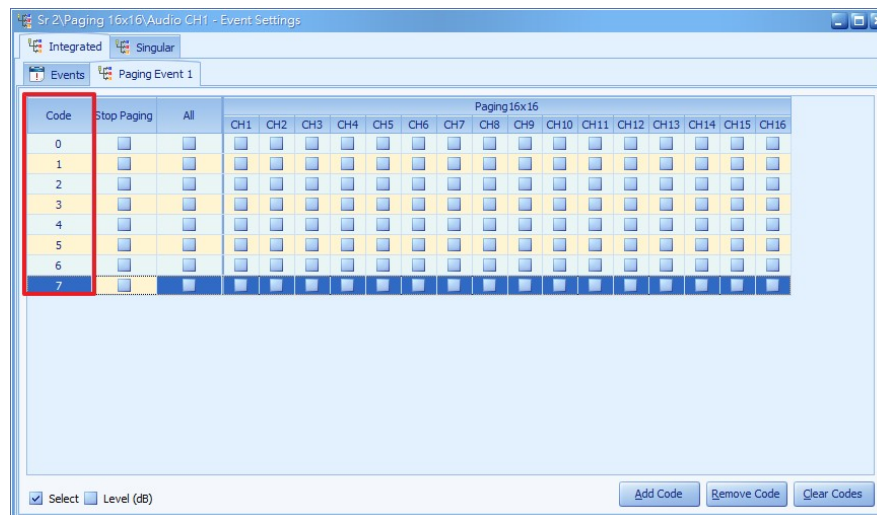 Sr 2\Paging 16x16\Audio CH1 - Event Settings
Integrated Singular
Events Paging Event 1
Code Stop Paging All Paging16x16
CH1 CH2 CH3 CH4 CH5 CH6 CH7 CH8 CH9 CH10 CH11 CH12 CH13 CH14 CH15 CH16
0
1
2
3
4
5
6
7
Select Level (dB) Add Code Remove Code Clear Codes